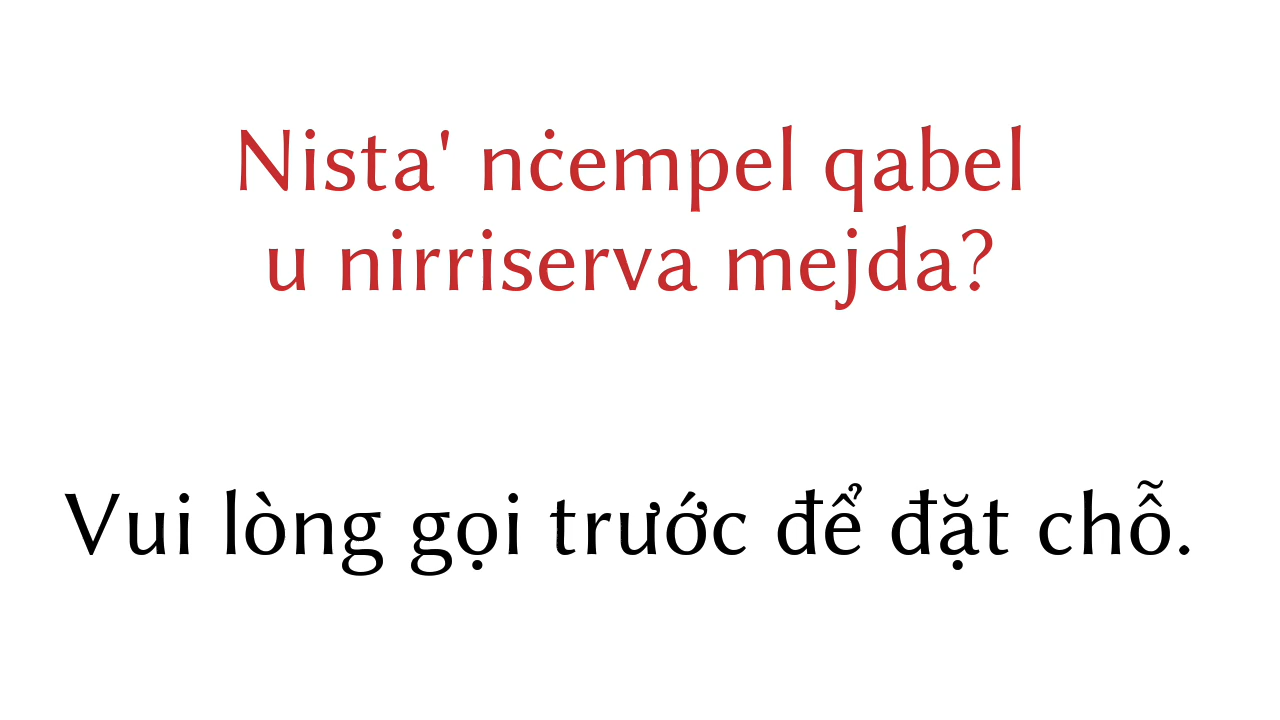 Nista' nċempel qabel
u nirriserva mejda?
Vui lòng gọi trước để đặt chỗ.